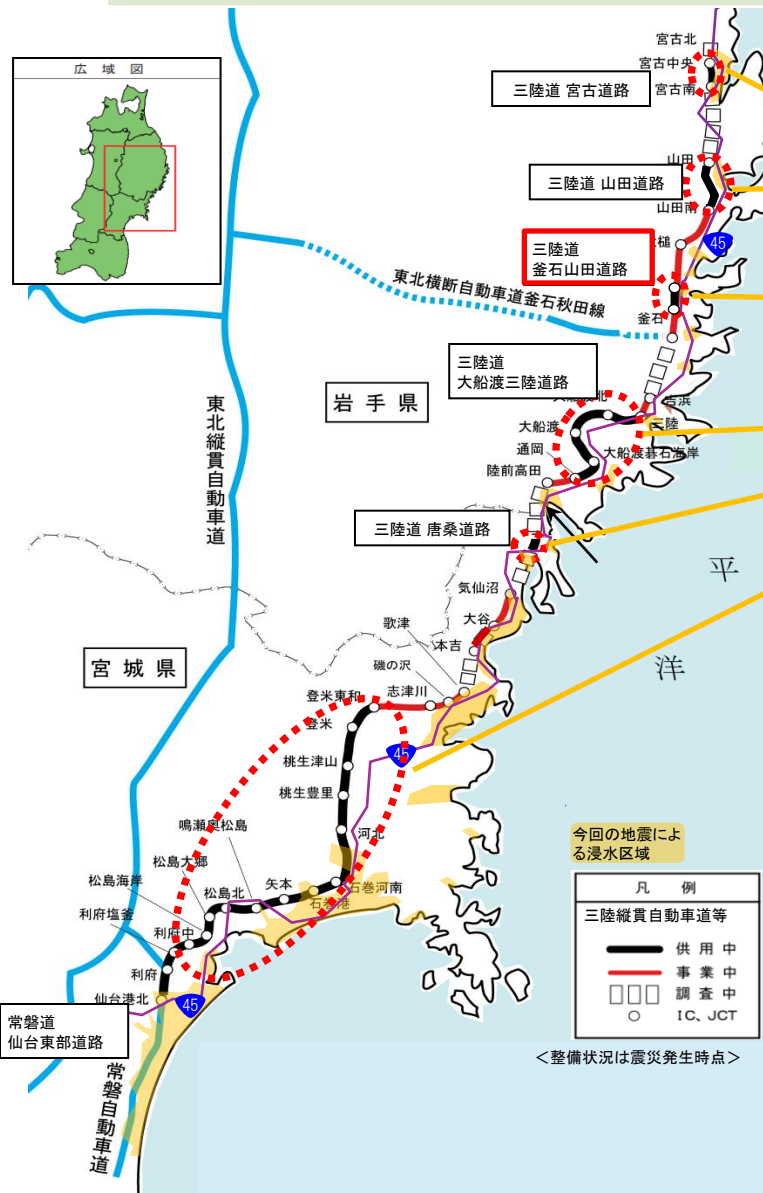 広域図
宮古北
宮古中央
宮古南
三陸道 宮古道路
山田
三陸道 山田道路
山田南
槌
45
三陸道
釜石山田道路
東北横断自動車道釜石秋田線
釜石
三陸道
大船渡三陸道路
吉浜
三陸
北
大船渡
通岡
大船渡碁石海岸
陸前高田
岩手県
東北縦貫自動車道
三陸道 唐桑道路
気仙沼
大谷
歌津
本吉
平
洋
宮城県
磯の沢
志津川
登米東和
登米
45
桃生津山
桃生豊里
鳴瀬奥松島
河北
松島大郷
矢本
石巻河南
松島海岸
松島北
石巻港
利府塩釜
利府中
利府
仙台港北
45
常磐道
仙台東部道路
常磐自動車道
今回の地震によ
る浸水区域
凡例
三陸縦貫自動車道等
供用中
事業中
調査中
IC、JCT
＜整備状況は震災発生時点＞